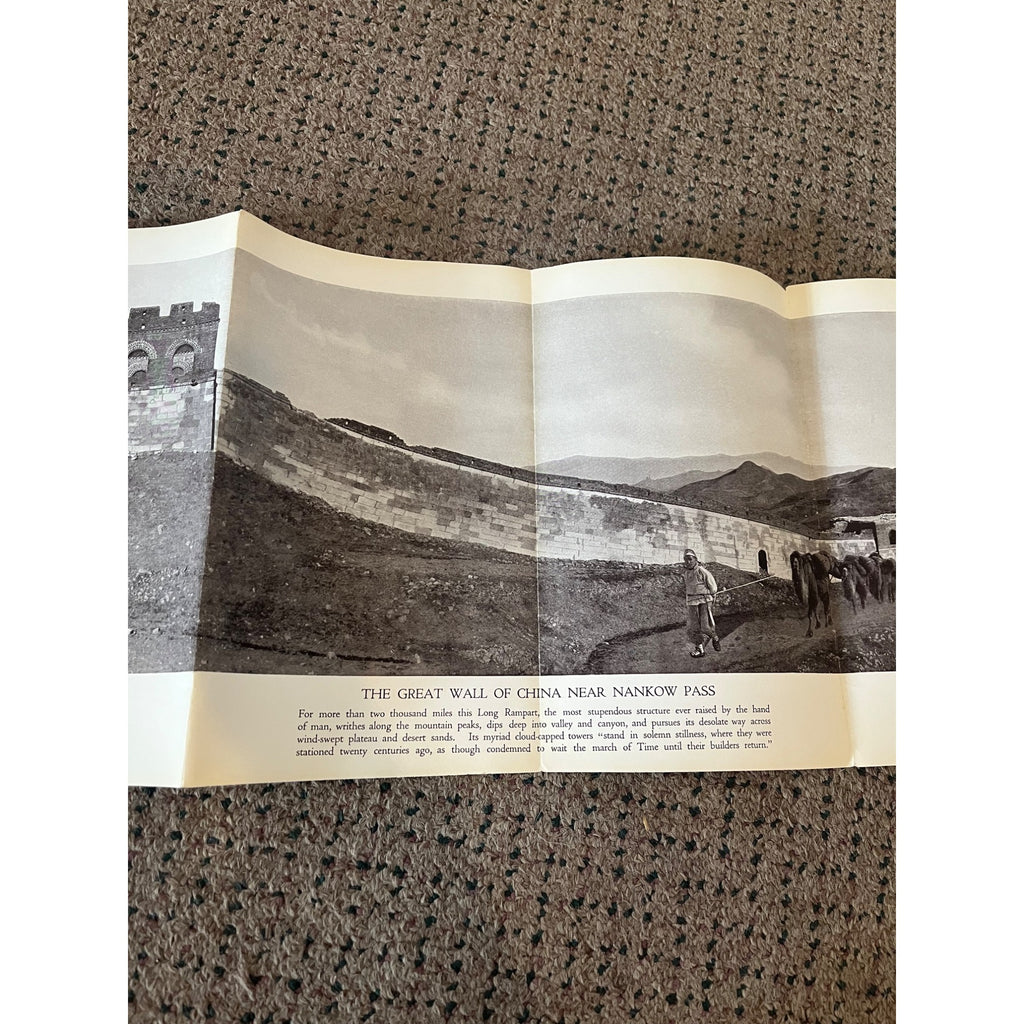 THE GREAT WALL OF CHINA NEAR NANKOW PASS
For more than two thousand miles this Long Rampart, the most stupendous structure ever raised by the hand
of man, writhes along the mountain peaks, dips deep into valley and canyon, and pursues its desolate way across
wind-swept plateau and desert sands. Its myriad cloud-capped towers "stand in solemn stillness, where they were
stationed twenty centuries ago, as though condemned to wait the march of Time until their builders return."